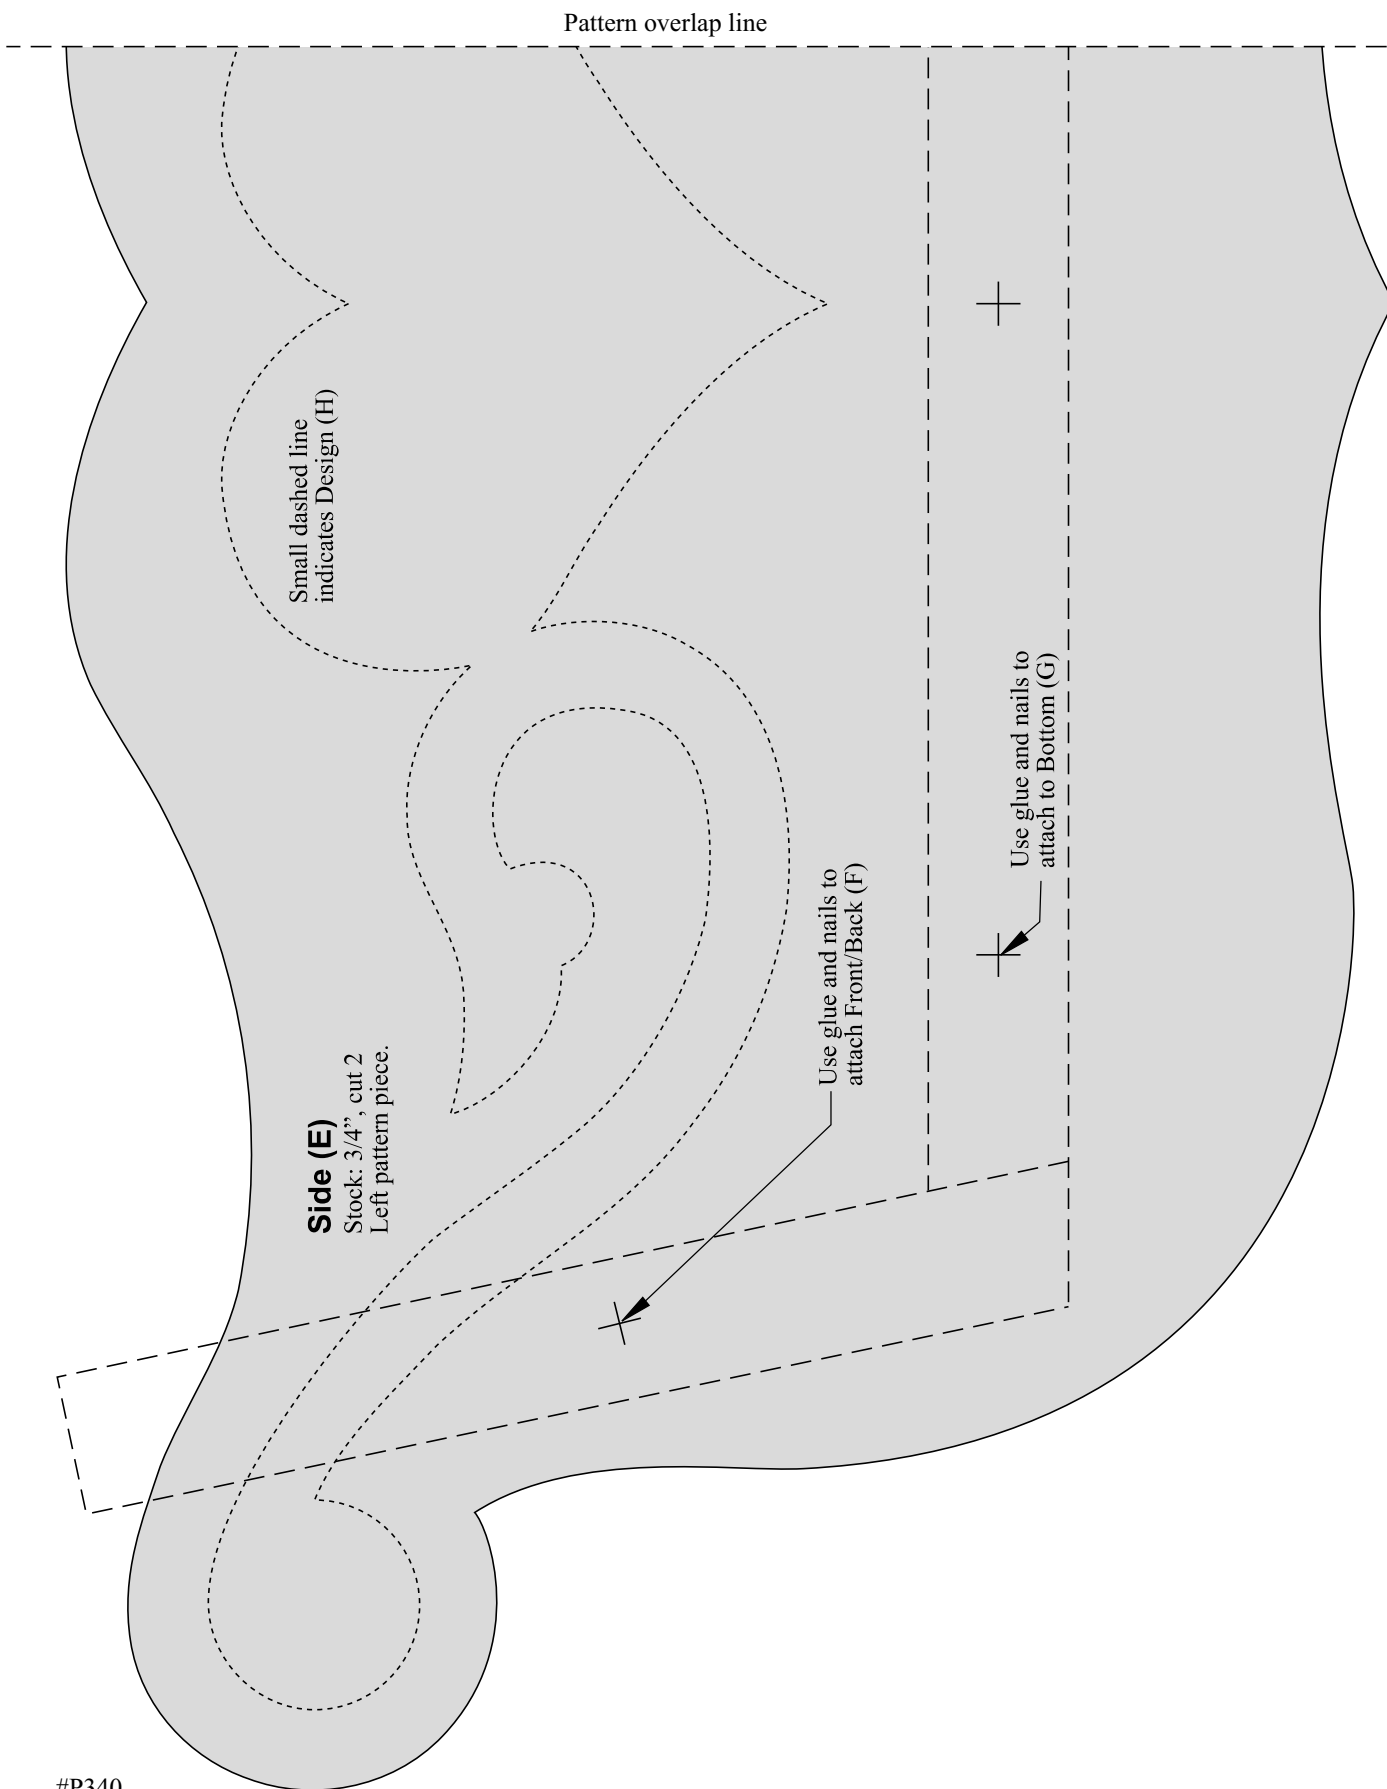 Pattern overlap line
Small dashed line
indicates Design (H)
Use glue and nails to
attach to Bottom (G)
Use glue and nails to
attach Front/Back (F)
Side (E)
Stock: 3/4”, cut 2
Left pattern piece.
#P340